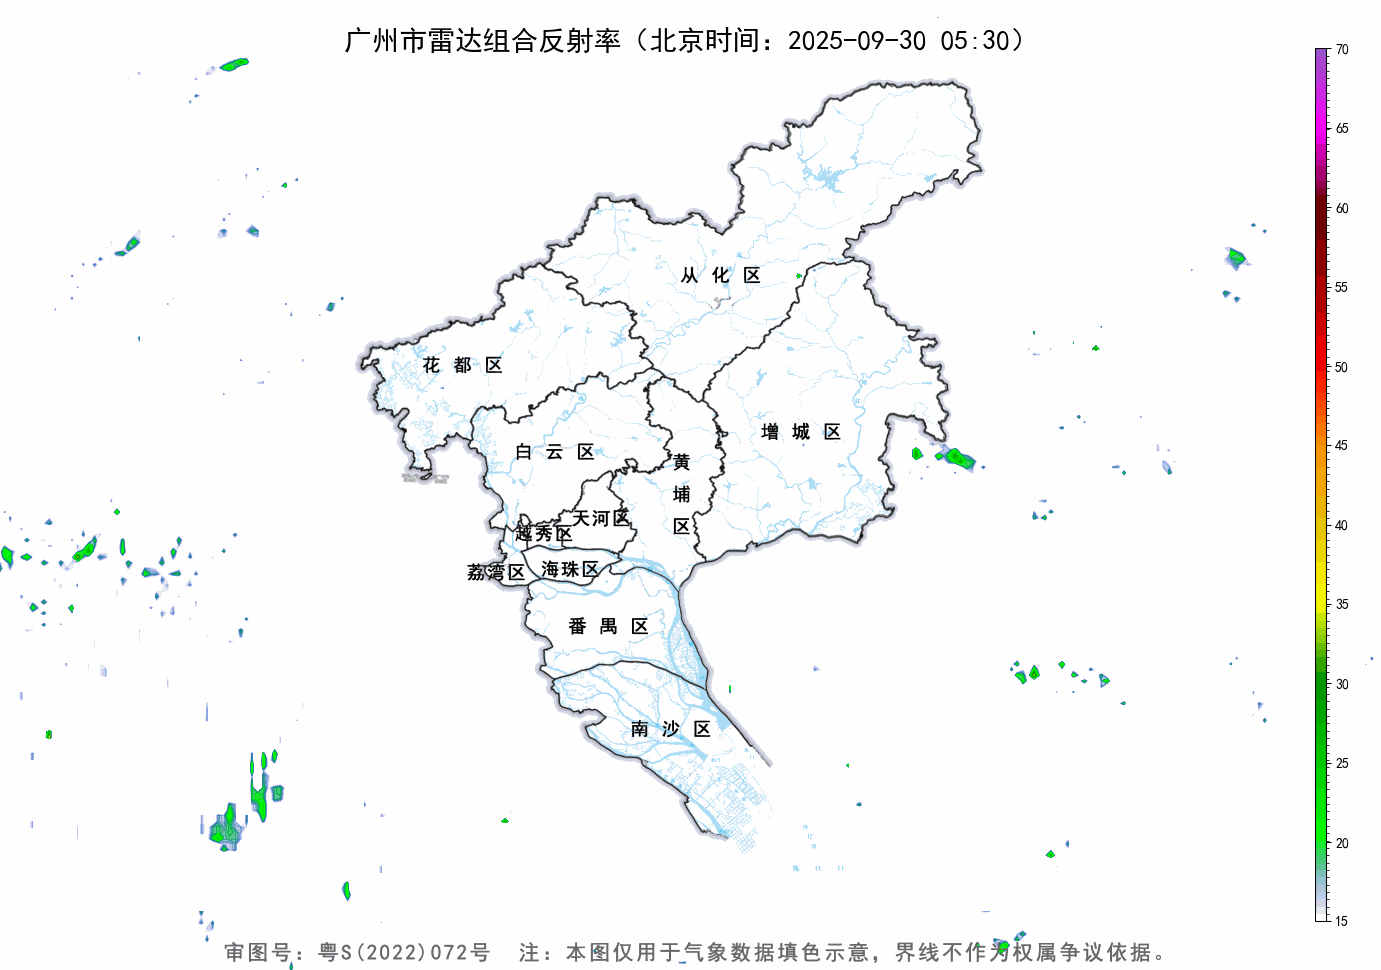 广州市雷达组合反射率（北京时间：2025-09-30 05:30）
70
65
60
55
50
45
40
35
30
25
20
15
从化区
花都区
增城区
白云区
黄埔区
天河区
越秀区
海珠区
荔湾区
番禺区
南沙区
审图号：粤S(2022)072号 注：本图仅用于气象数据填色示意，界线不作为权属争议依据。